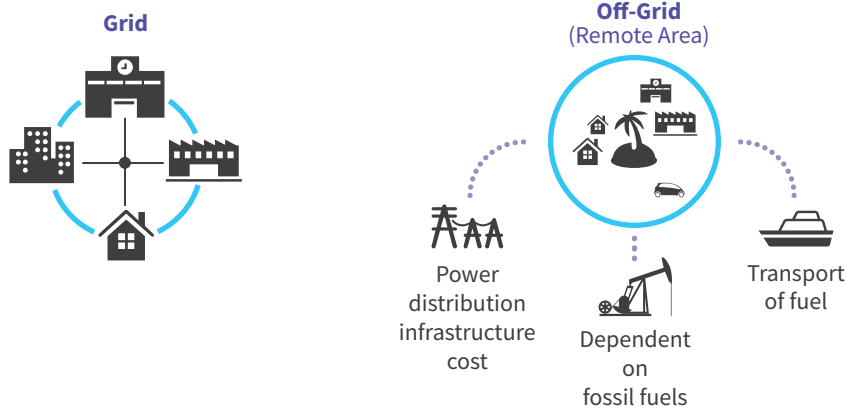 Grid
Off-Grid
(Remote Area)
Power
distribution
infrastructure
cost
Dependent
on
fossil fuels
Transport
of fuel